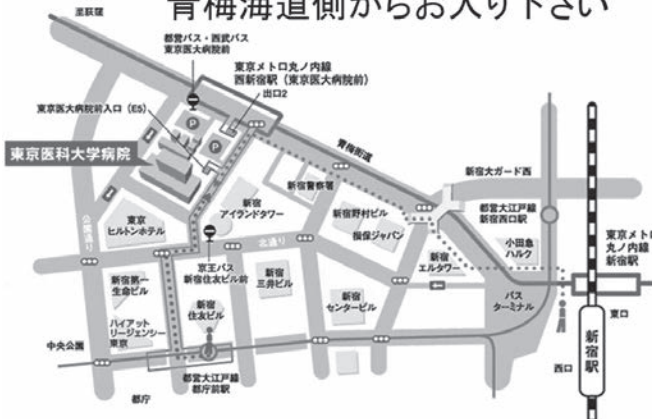 青梅海道側からお入り下さい
至荻窪
都営バス・西武バス
東京医大病院前
東京メトロ丸ノ内線
西新宿駅（東京医大病院前）
出口2
東京医大病院前入口（E5）
P
P
東京医科大学病院
青梅街道
新宿大ガード西
新宿警察署
新宿
アイランドタワー
新宿野村ビル
損保ジャパン
都営大江戸線
新宿西口駅
小田急
ハルク
東京メトロ
丸ノ内線
新宿駅
公園通り
東京
ヒルトンホテル
北通り
京王バス
新宿住友ビル前
新宿
エルタワー
新宿第一
生命ビル
新宿
住友ビル
新宿
三井ビル
新宿
センタービル
バス
ターミナル
東口
新宿駅
西口
ハイアット
リージェンシー
東京
中央公園
都営大江戸線
都庁前駅
都庁